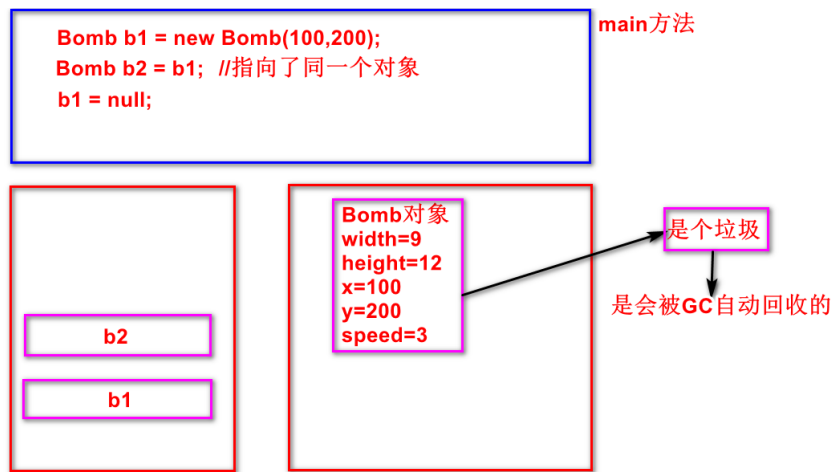 Bomb b1 = new Bomb(100,200);
main方法
Bomb b2 = b1; //指向了同一个对象
b1 = null;
Bomb对象
width=9
height=12
x=100
y=200
speed=3
是个垃圾
是会被GC自动回收的
b2
b1